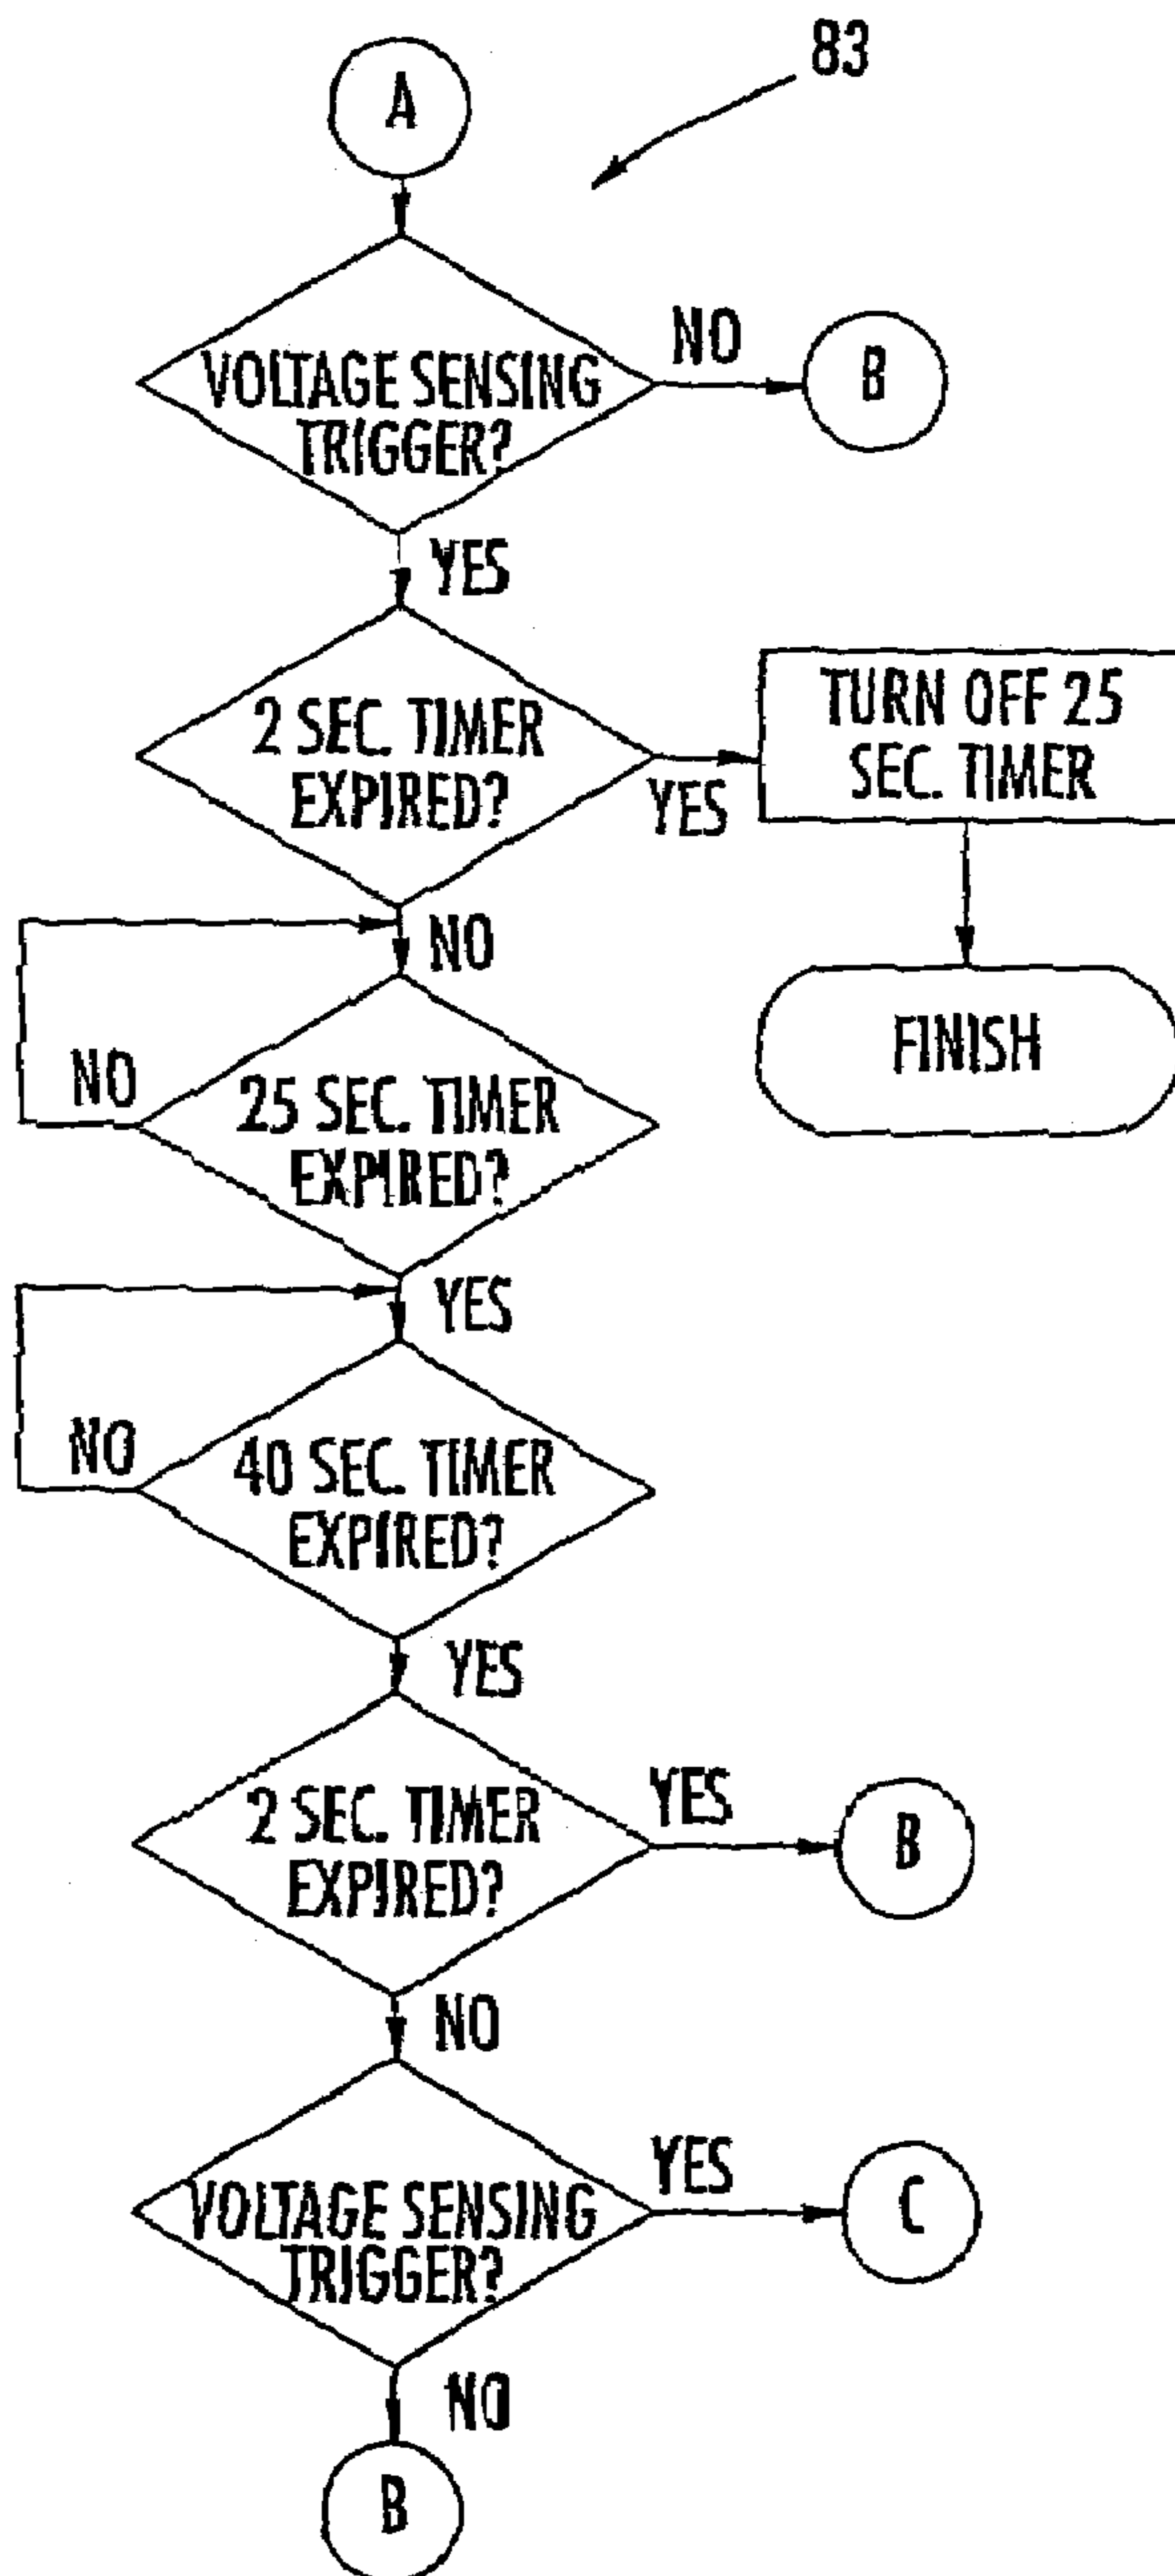 83
A
VOLTAGE SENSING
TRIGGER?
NO
B
YES
2 SEC. TIMER
EXPIRED?
YES
TURN OFF 25
SEC. TIMER
NO
FINISH
25 SEC. TIMER
EXPIRED?
NO
YES
40 SEC. TIMER
EXPIRED?
NO
YES
2 SEC. TIMER
EXPIRED?
YES
B
NO
VOLTAGE SENSING
TRIGGER?
YES
C
NO
B